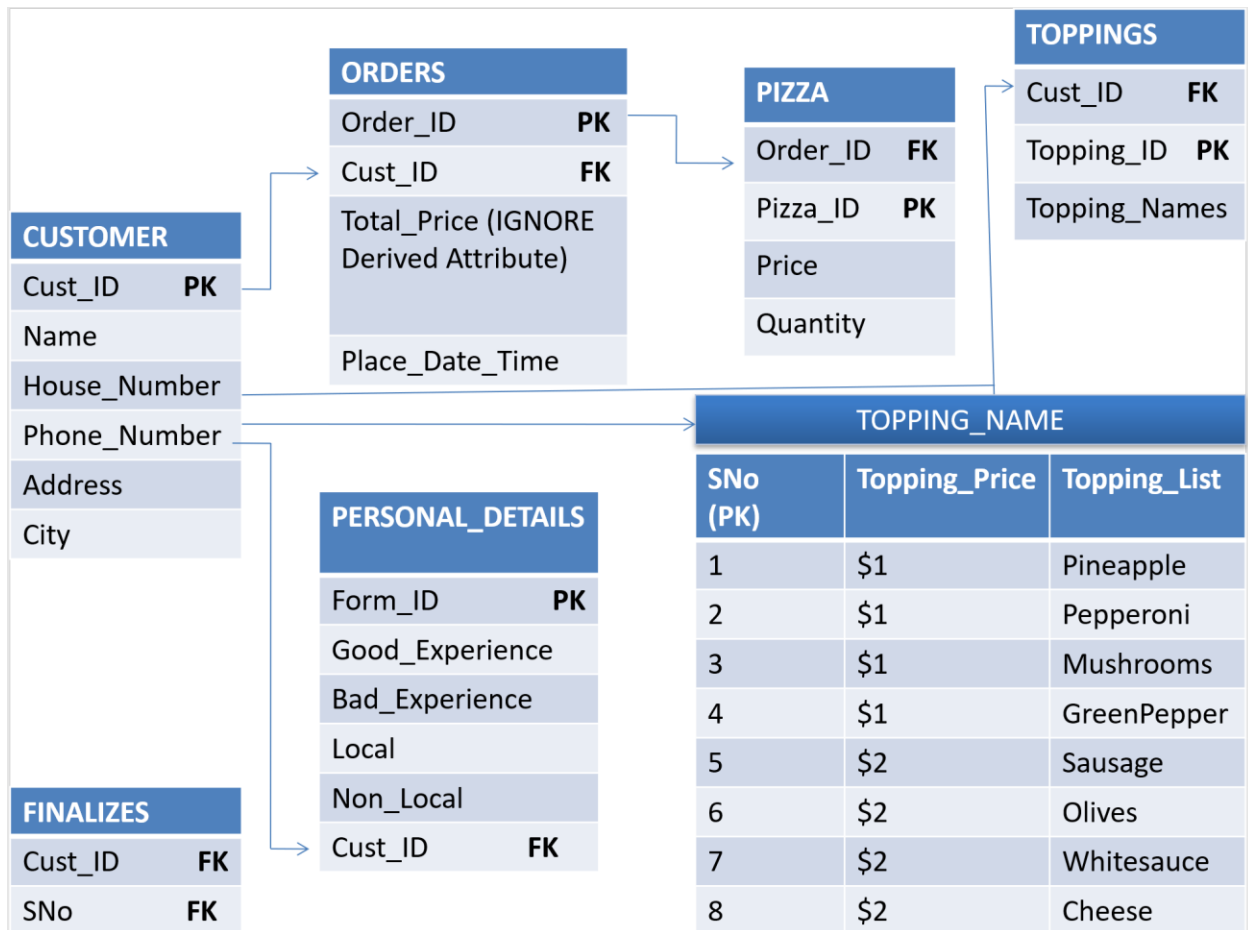 ORDERS
Order_ID PK
Cust_ID FK
Total_Price (IGNORE
Derived Attribute)
Place_Date_Time
PIZZA
Order_ID FK
Pizza_ID PK
Price
Quantity
TOPPINGS
Cust_ID FK
Topping_ID PK
Topping_Names
CUSTOMER
Cust_ID PK
Name
House_Number
Phone_Number
Address
City
PERSONAL_DETAILS
Form_ID PK
Good_Experience
Bad_Experience
Local
Non_Local
Cust_ID FK
TOPPING_NAME
SNo
(PK)
Topping_Price
Topping_List
1 $1 Pineapple
2 $1 Pepperoni
3 $1 Mushrooms
4 $1 GreenPepper
5 $2 Sausage
6 $2 Olives
7 $2 Whitesauce
8 $2 Cheese
FINALIZES
Cust_ID FK
SNo FK